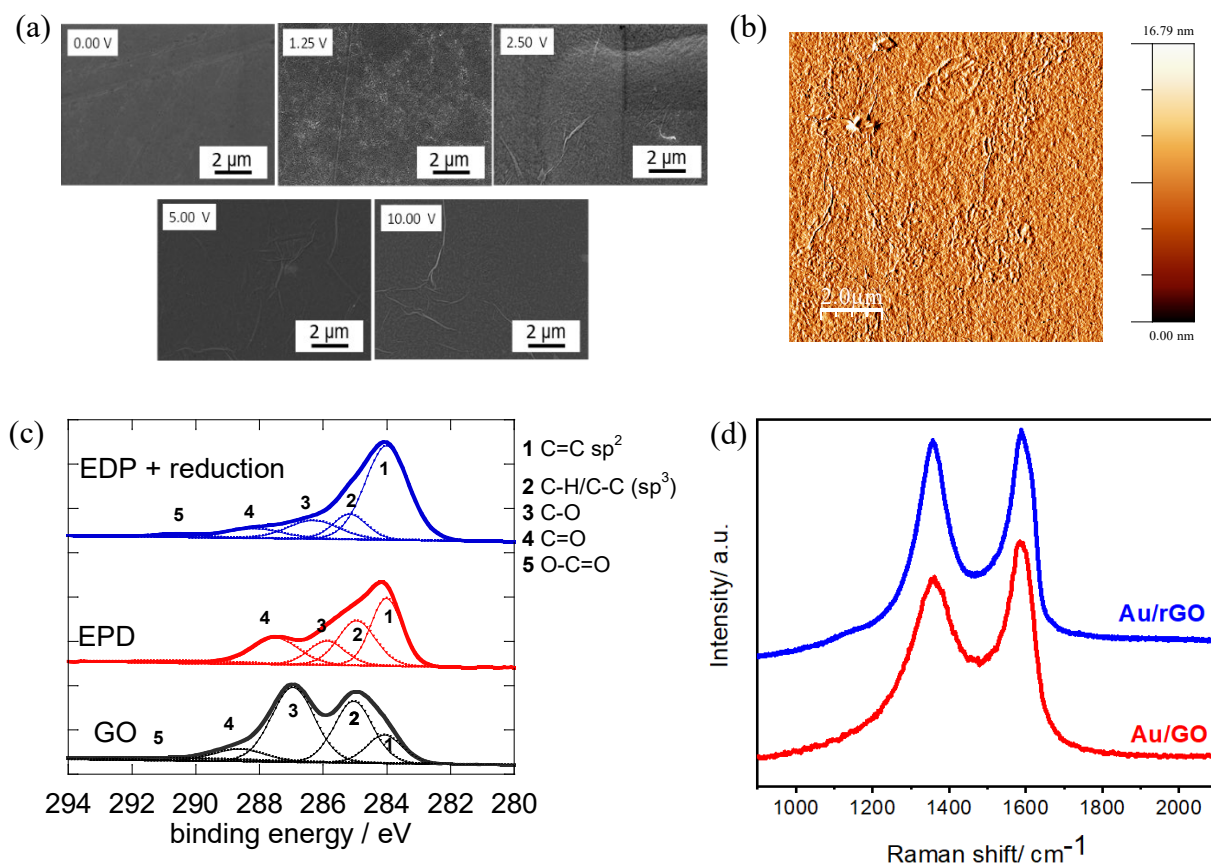 (a)
0.00 V
1.25 V
2.50 V
2 µm
2 µm
2 µm
5.00 V
10.00 V
2 µm
2 µm
(b)
2.0µm
16.79 nm
0.00 nm
(c)
EDP + reduction
5
4
3
2
1
EPD
4
3
2
1
GO
5
4
3
2
1
1 C=C sp²
2 C-H/C-C (sp³)
3 C-O
4 C=O
5 O-C=O
294 292 290 288 286 284 282 280
binding energy / eV
(d)
Intensity/ a.u.
Au/rGO
Au/GO
1000 1200 1400 1600 1800 2000
Raman shift/ cm⁻¹